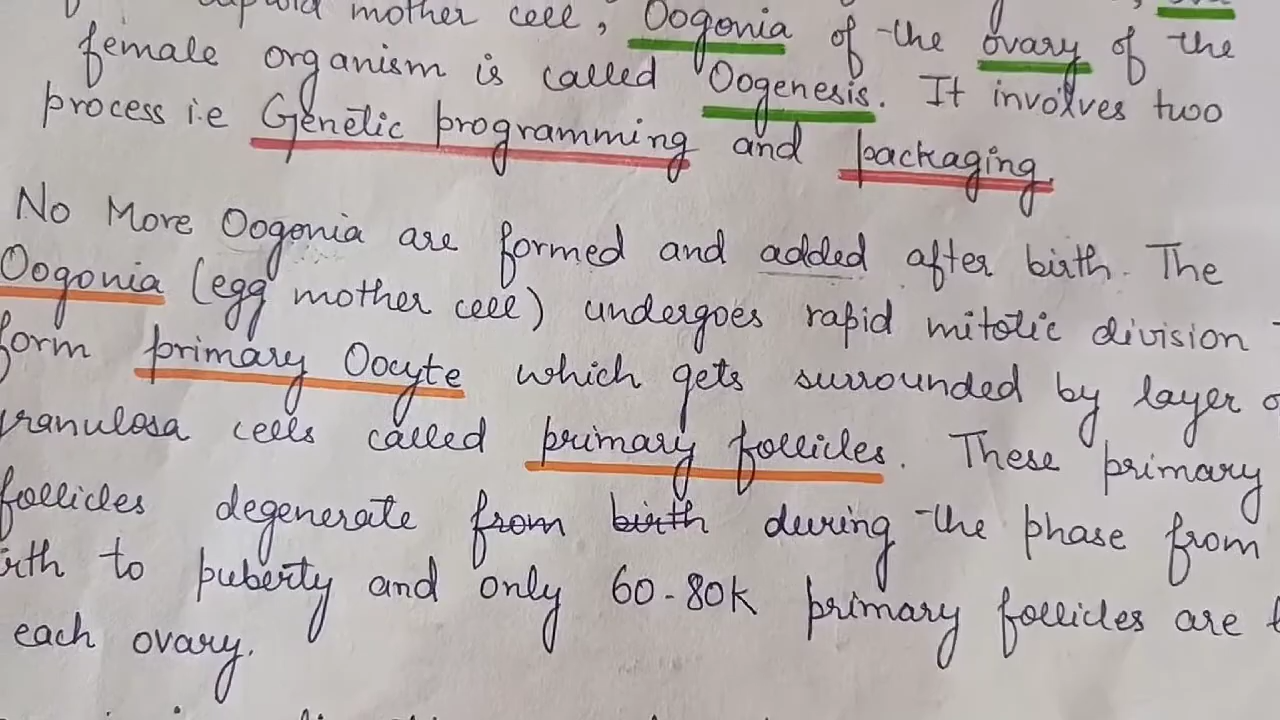 mother cell, Oogonia of the ovary of the
female organism is called Oogenesis. It involves two
process i.e Genetic programming and packaging.
No More Oogonia are formed and added after birth. The
Oogonia (egg mother cell) undergoes rapid mitotic division
form primary Oocyte which gets surrounded by layer
granulosa cells called primary follicles. These primary
follicles degenerate from birth during the phase from
to puberty and only 60-80k primary follicles are
each ovary.